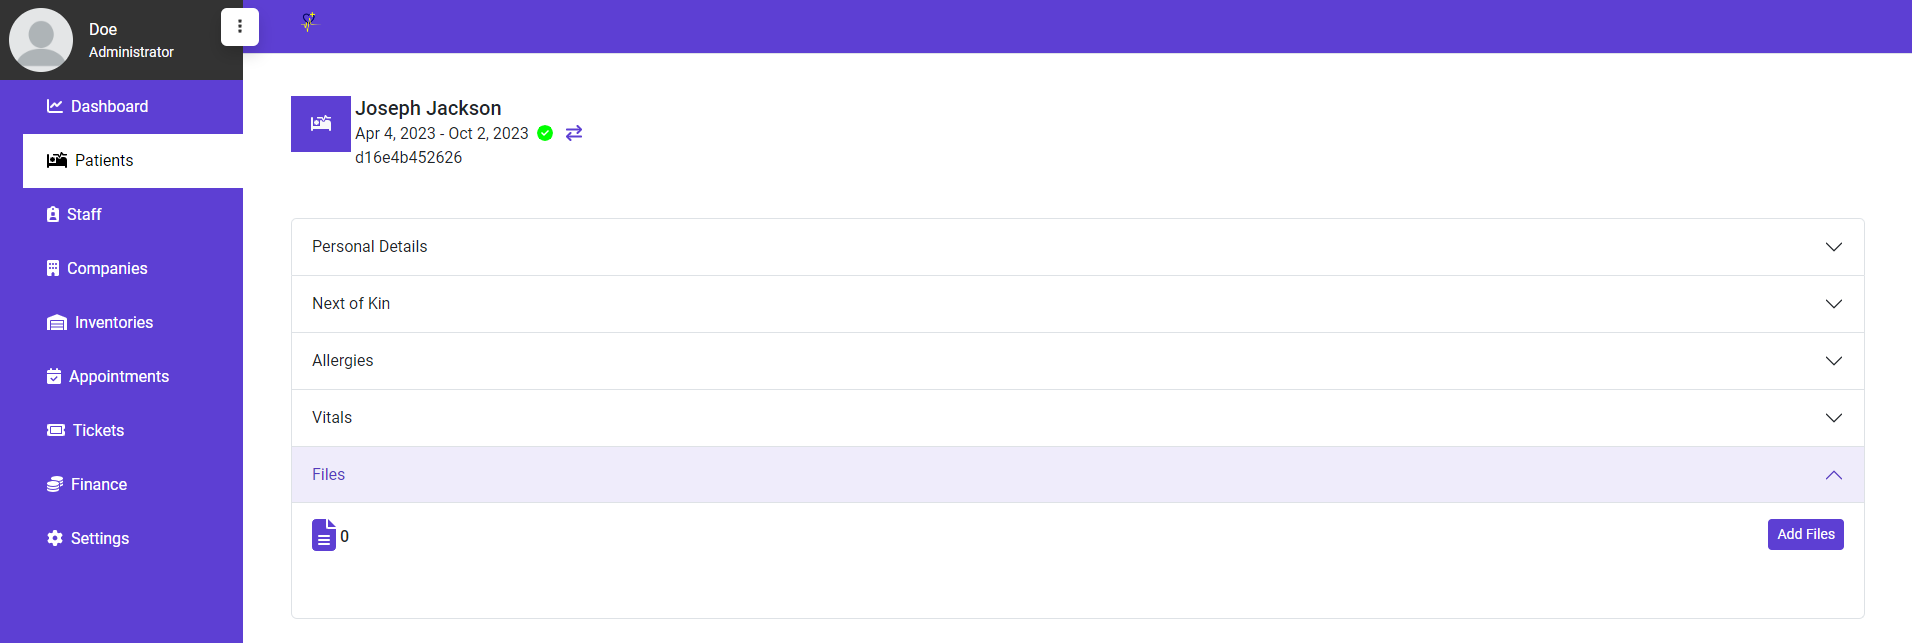 Doe
Administrator
Dashboard
Patients
Staff
Companies
Inventories
Appointments
Tickets
Finance
Settings
Joseph Jackson
Apr 4, 2023 - Oct 2, 2023
d16e4b452626
Personal Details
Next of Kin
Allergies
Vitals
Files
0
Add Files